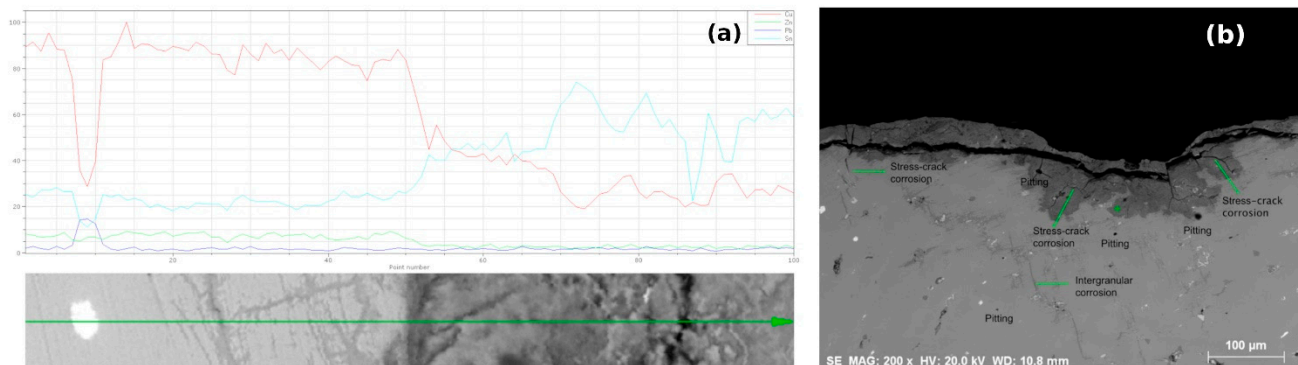 100
80
60
40
20
0
20
40
60
80
100
Point number
Cu
Zn
Pb
Sn
(a)
(b)
Stress-crack
corrosion
Pitting
Stress-crack
corrosion
Stress-crack
corrosion
Pitting
Pitting
Intergranular
corrosion
Pitting
SE MAG: 200 x HV: 20.0 kV WD: 10.8 mm
100 µm